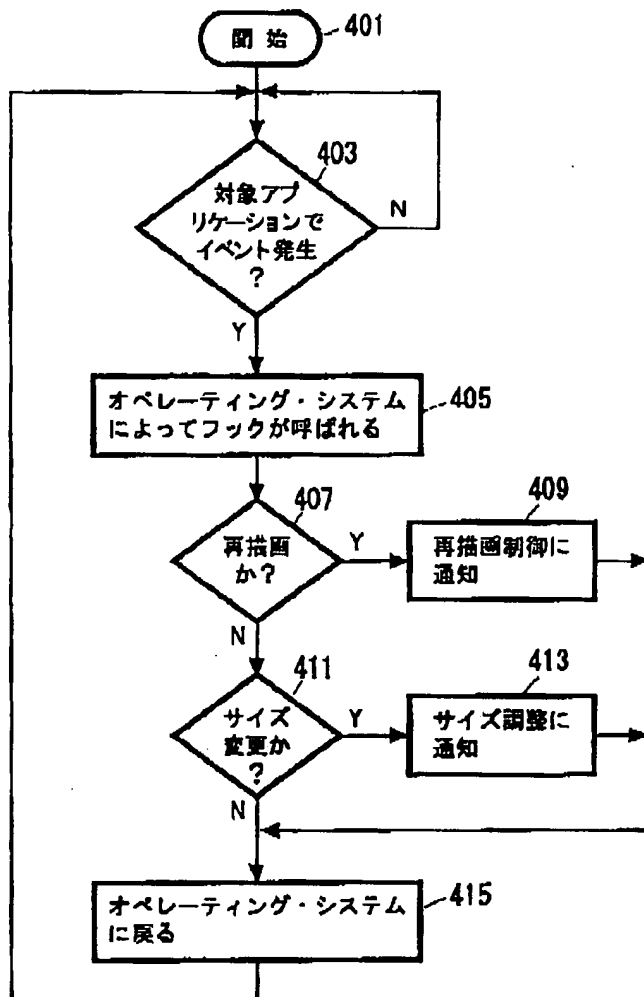 開始
401
403
対象アプ
リケーションで
イベント発生
?
N
Y
オペレーティング・システム
によってフックが呼ばれる
405
407
再描画
か?
Y
409
再描画制御に
通知
N
411
サイズ
変更か
?
Y
413
サイズ調整に
通知
N
オペレーティング・システム
に戻る
415